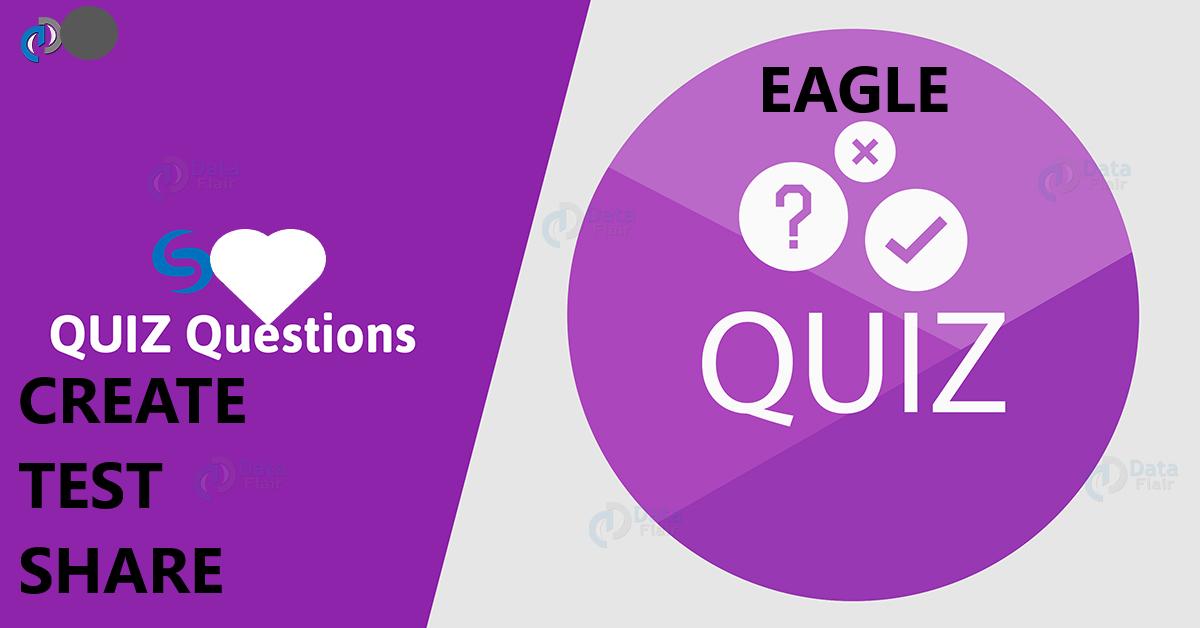 QUIZ Questions
CREATE
TEST
SHARE
EAGLE
?
QUIZ
Data
Flair
Data
Flair
Data
Flair
Data
Flair
Data
Flair
Data
Flair